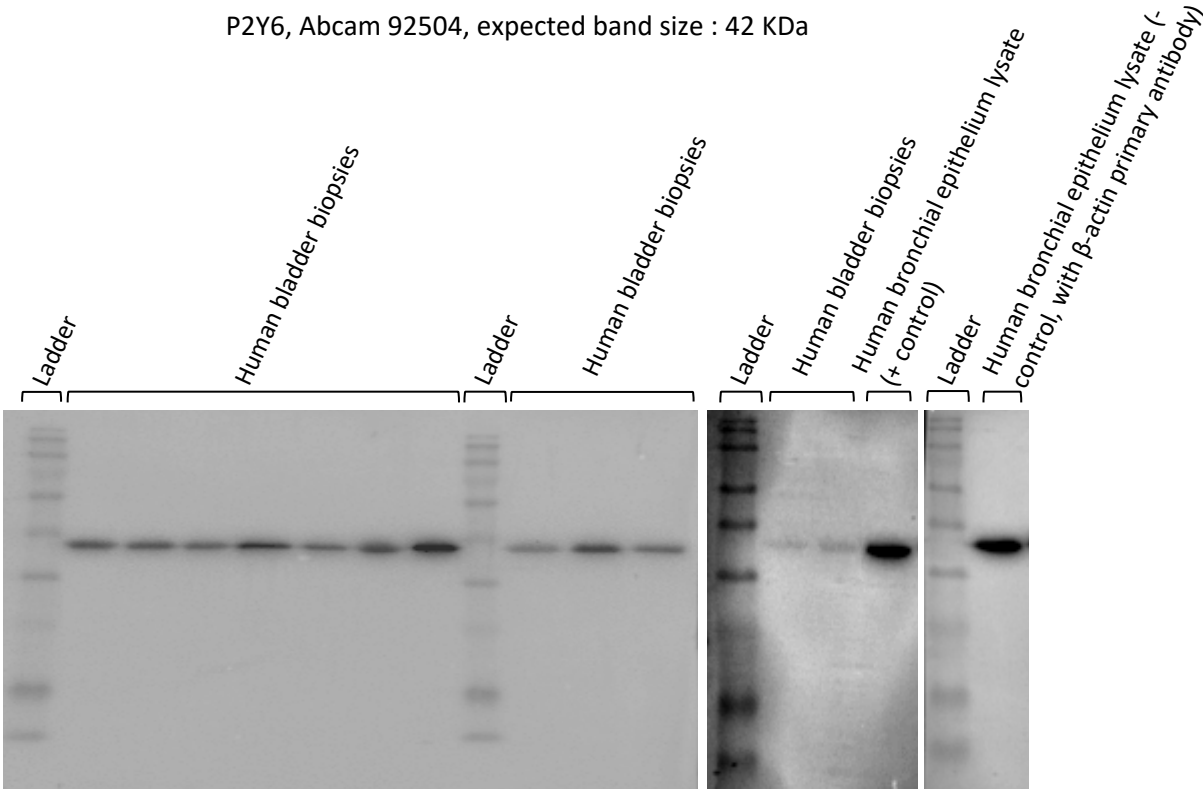 P2Y6, Abcam 92504, expected band size : 42 KDa
Ladder
Human bladder biopsies
Ladder
Human bladder biopsies
Ladder
Human bladder biopsies
Human bronchial epithelium lysate
(+ control)
Ladder
Human bronchial epithelium lysate (-
control, with β-actin primary antibody)